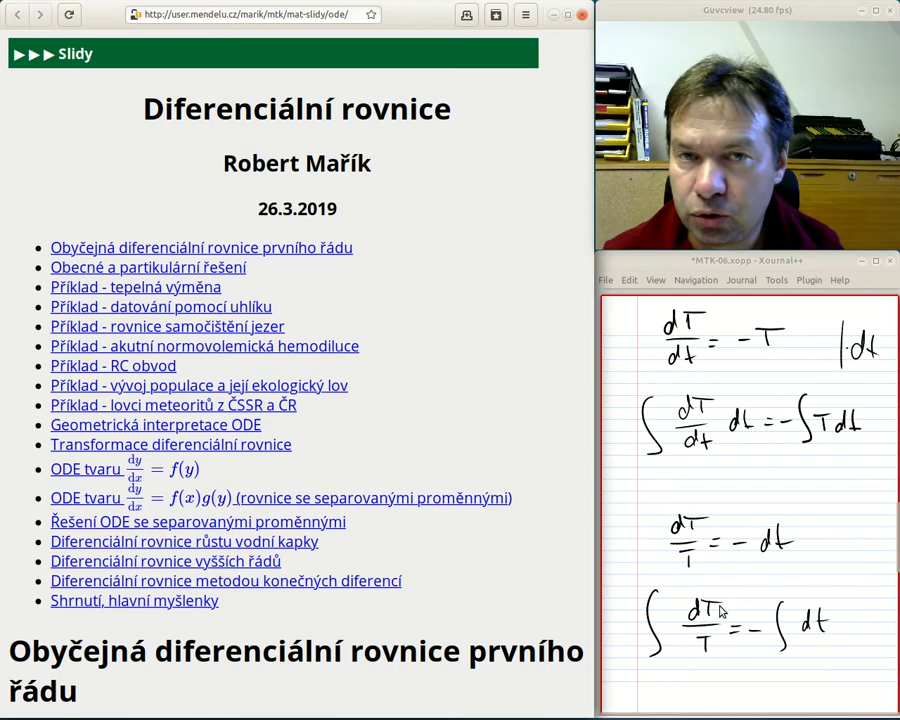 http://user.mendelu.cz/marik/mtk/mat-slidy/ode/
▶ ▶ ▶ Slidy
Diferenciální rovnice
Robert Mařík
26.3.2019
Obyčejná diferenciální rovnice prvního řádu
Obecné a partikulární řešení
Příklad - tepelná výměna
Příklad - datování pomocí uhlíku
Příklad - rovnice samočištění jezer
Příklad - akutní normovolemická hemodiluce
Příklad - RC obvod
Příklad - vývoj populace a její ekologický lov
Příklad - lovci meteoritů z ČSSR a ČR
Geometrická interpretace ODE
Transformace diferenciální rovnice
ODE tvaru dy/dx = f(y)
ODE tvaru dy/dx = f(x)g(y) (rovnice se separovanými proměnnými)
Řešení ODE se separovanými proměnnými
Diferenciální rovnice růstu vodní kapky
Diferenciální rovnice vyšších řádů
Diferenciální rovnice metodou konečných diferencí
Shrnutí, hlavní myšlenky
Obyčejná diferenciální rovnice prvního
řádu
Guvcview (24.80 fps)
*MTK-06.xopp - Xournal++
File Edit View Navigation Journal Tools Plugin Help
dT/dt = - T |·dt
∫ dT/dt dt = - ∫ T dt
dT/T = - dt
∫ dT/T = - ∫ dt